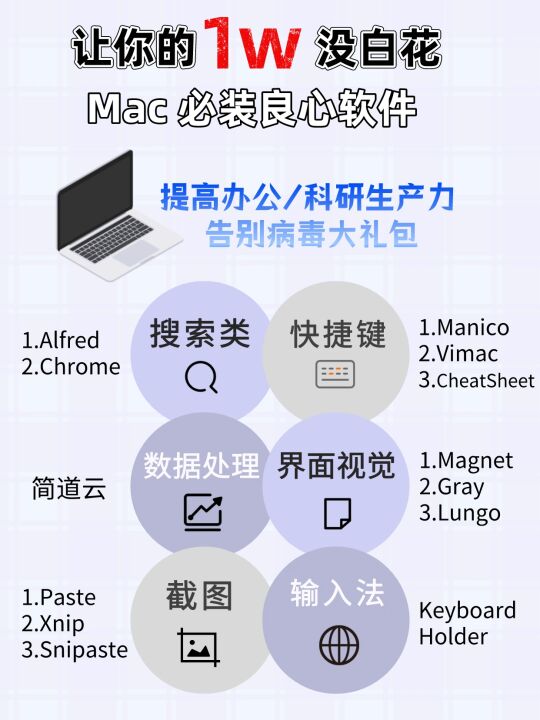 让你的1w没白花
Mac 必装良心软件
提高办公/科研生产力
告别病毒大礼包
搜索类
1.Alfred
2.Chrome
快捷键
1.Manico
2.Vimac
3.CheatSheet
数据处理
简道云
界面视觉
1.Magnet
2.Gray
3.Lungo
截图
1.Paste
2.Xnip
3.Snipaste
输入法
Keyboard
Holder